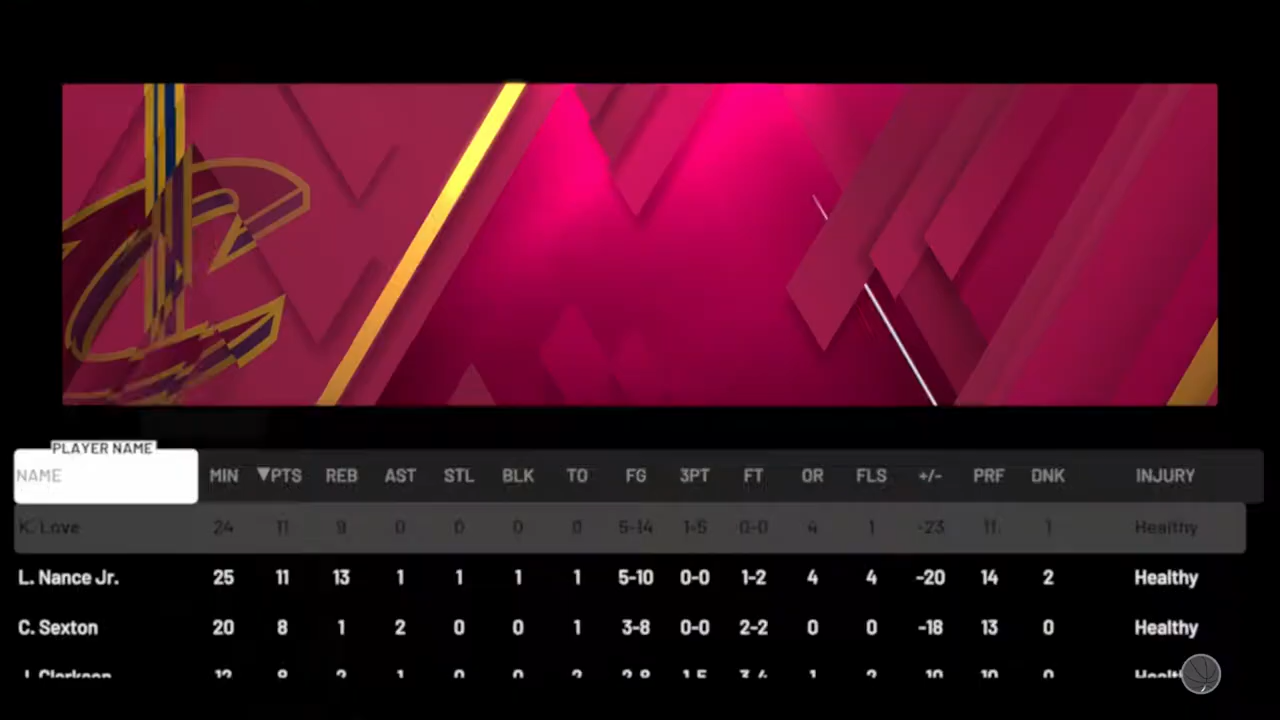 PLAYER NAME
NAME MIN ▼PTS REB AST STL BLK TO FG 3PT FT OR FLS +/- PRF DNK INJURY
K. Love 24 11 9 0 0 0 0 5-14 1-5 0-0 4 1 -23 11 1 Healthy
L. Nance Jr. 25 11 13 1 1 1 1 5-10 0-0 1-2 4 4 -20 14 2 Healthy
C. Sexton 20 8 1 2 0 0 1 3-8 0-0 2-2 0 0 -18 13 0 Healthy